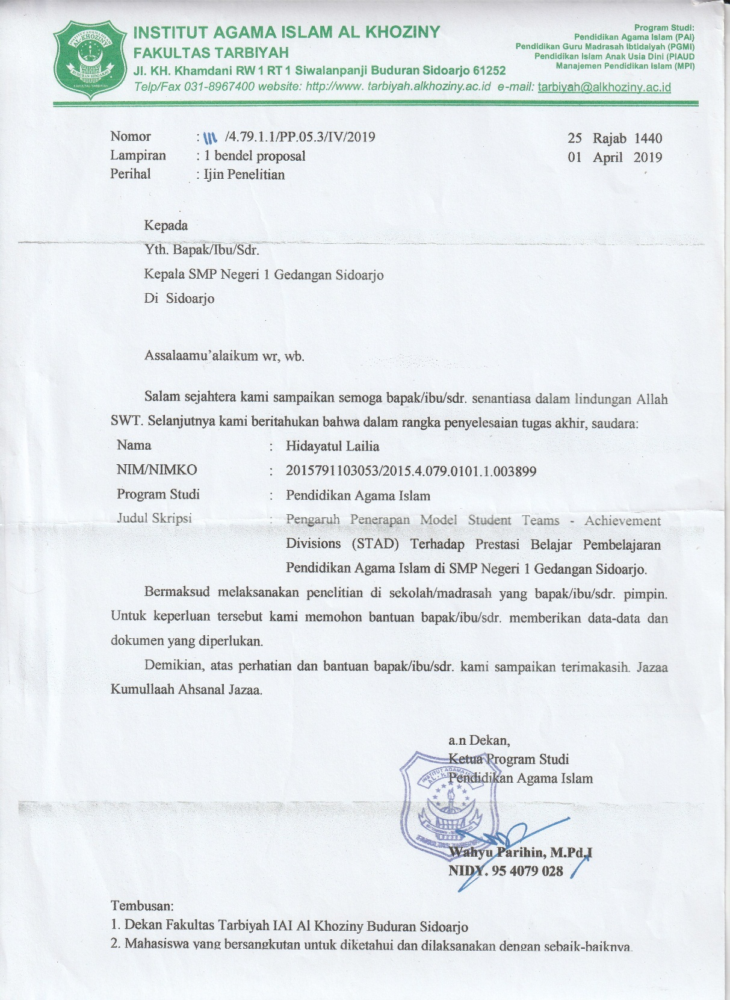 INSTITUT AGAMA ISLAM AL KHOZINY
FAKULTAS TARBIYAH
Jl. KH. Khamdani RW 1 RT 1 Siwalanpanji Buduran Sidoarjo 61252
Telp/Fax 031-8967400 website: http://www. tarbiyah.alkhoziny.ac.id e-mail: tarbiyah@alkhoziny.ac.id
Program Studi:
Pendidikan Agama Islam (PAI)
Pendidikan Guru Madrasah Ibtidaiyah (PGMI)
Pendidikan Islam Anak Usia Dini (PIAUD
Manajemen Pendidikan Islam (MPI)
Nomor : /4.79.1.1/PP.05.3/IV/2019 25 Rajab 1440
Lampiran : 1 bendel proposal 01 April 2019
Perihal : Ijin Penelitian
Kepada
Yth. Bapak/Ibu/Sdr.
Kepala SMP Negeri 1 Gedangan Sidoarjo
Di Sidoarjo
Assalaamu’alaikum wr, wb.
Salam sejahtera kami sampaikan semoga bapak/ibu/sdr. senantiasa dalam lindungan Allah
SWT. Selanjutnya kami beritahukan bahwa dalam rangka penyelesaian tugas akhir, saudara:
Nama : Hidayatul Lailia
NIM/NIMKO : 2015791103053/2015.4.079.0101.1.003899
Program Studi : Pendidikan Agama Islam
Judul Skripsi : Pengaruh Penerapan Model Student Teams - Achievement
Divisions (STAD) Terhadap Prestasi Belajar Pembelajaran
Pendidikan Agama Islam di SMP Negeri 1 Gedangan Sidoarjo.
Bermaksud melaksanakan penelitian di sekolah/madrasah yang bapak/ibu/sdr. pimpin.
Untuk keperluan tersebut kami memohon bantuan bapak/ibu/sdr. memberikan data-data dan
dokumen yang diperlukan.
Demikian, atas perhatian dan bantuan bapak/ibu/sdr. kami sampaikan terimakasih. Jazaa
Kumullaah Ahsanal Jazaa.
a.n Dekan,
Ketua Program Studi
Pendidikan Agama Islam
Wahyu Parihin, M.Pd.I
NIDY. 95 4079 028
Tembusan:
1. Dekan Fakultas Tarbiyah IAI Al Khoziny Buduran Sidoarjo
2. Mahasiswa yang bersangkutan untuk diketahui dan dilaksanakan dengan sebaik-baiknya.